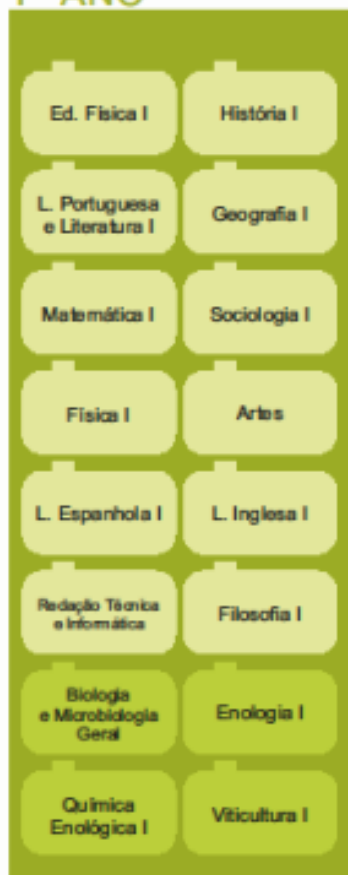 ANO
Ed. Física I
História I
L. Portuguesa
e Literatura I
Geografia I
Matemática I
Sociologia I
Física I
Artes
L. Espanhola I
L. Inglesa I
Redação Técnica
e Informática
Filosofia I
Biologia
e Microbiologia
Geral
Enologia I
Química
Enológica I
Viticultura I